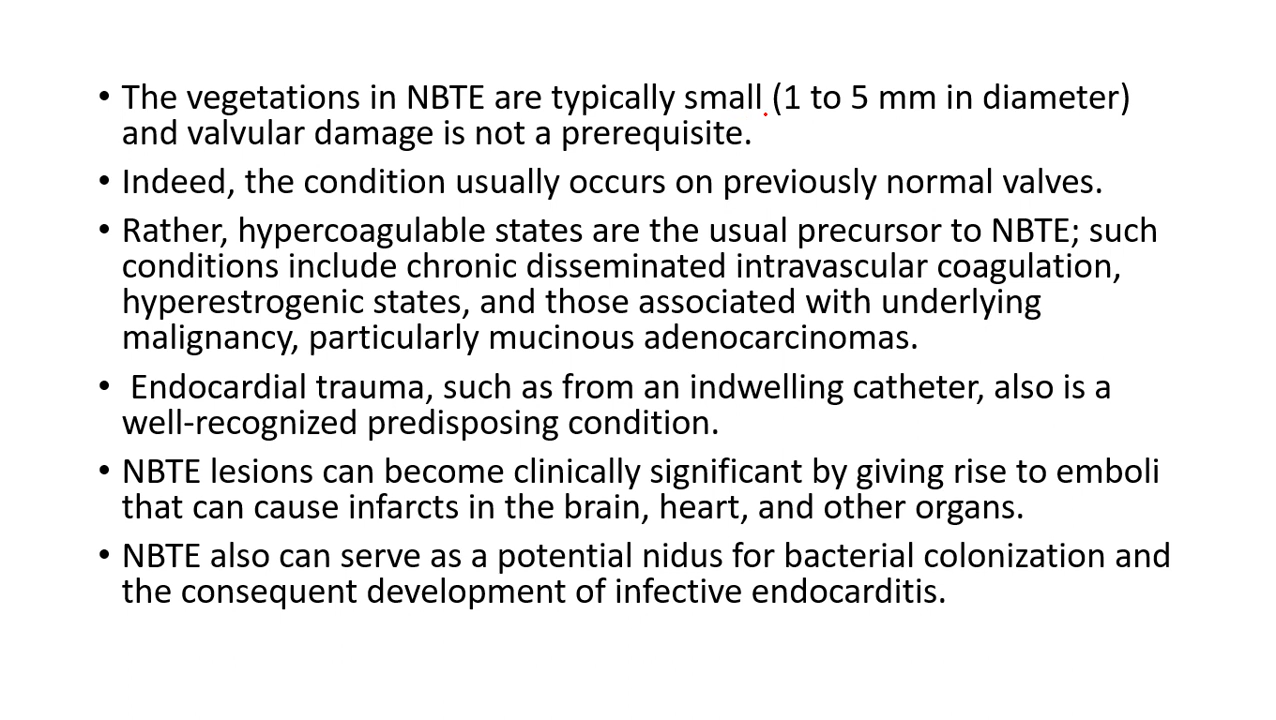 • The vegetations in NBTE are typically small (1 to 5 mm in diameter)
and valvular damage is not a prerequisite.
• Indeed, the condition usually occurs on previously normal valves.
• Rather, hypercoagulable states are the usual precursor to NBTE; such
conditions include chronic disseminated intravascular coagulation,
hyperestrogenic states, and those associated with underlying
malignancy, particularly mucinous adenocarcinomas.
• Endocardial trauma, such as from an indwelling catheter, also is a
well-recognized predisposing condition.
• NBTE lesions can become clinically significant by giving rise to emboli
that can cause infarcts in the brain, heart, and other organs.
• NBTE also can serve as a potential nidus for bacterial colonization and
the consequent development of infective endocarditis.